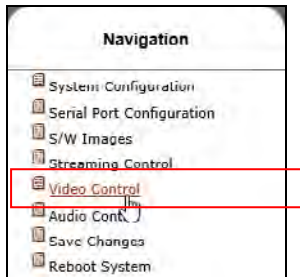 Navigation
System Configuration
Serial Port Configuration
S/W Images
Streaming Control
Video Control
Audio Cont
Save Changes
Reboot System